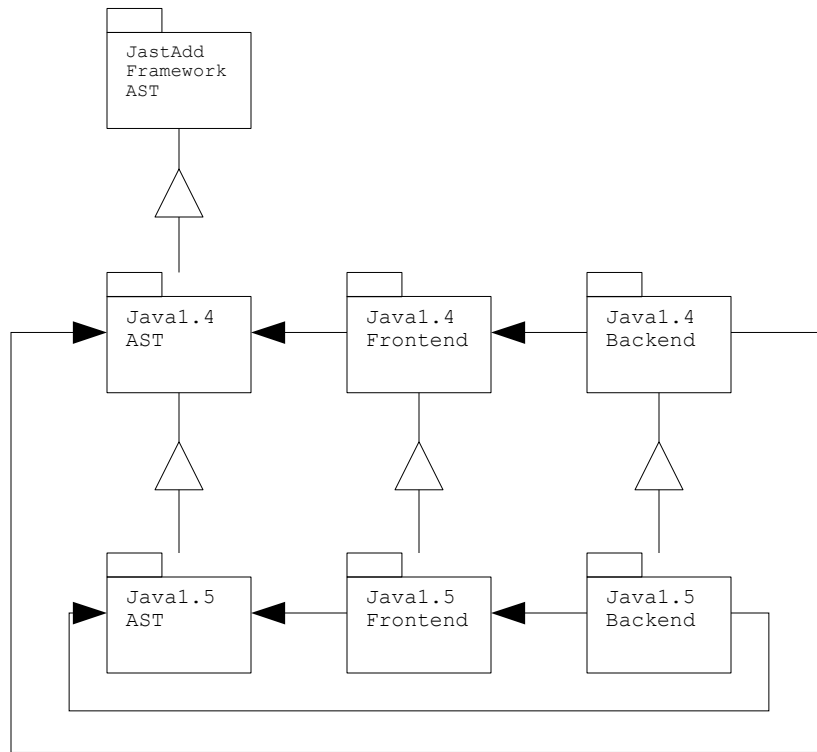 JastAdd
Framework
AST
Java1.4
AST
Java1.4
Frontend
Java1.4
Backend
Java1.5
AST
Java1.5
Frontend
Java1.5
Backend